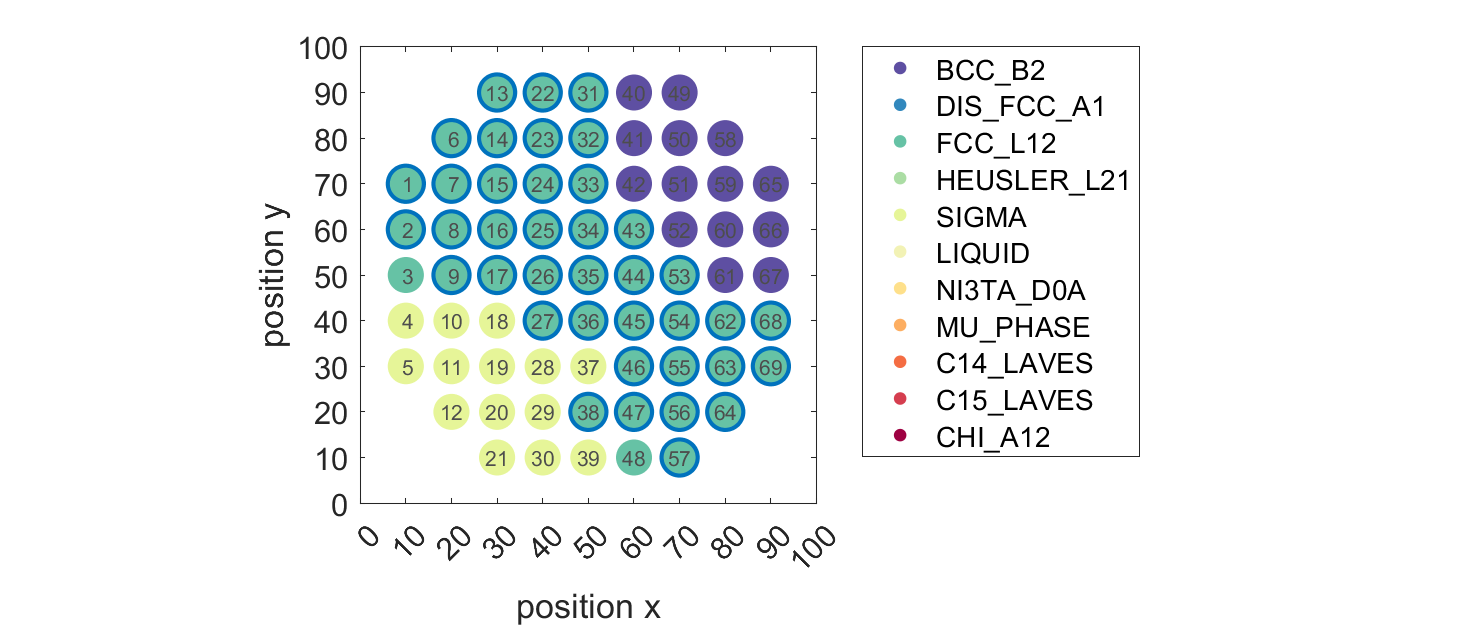 100
90
80
70
60
50
40
30
20
10
0
13 22 31 40 49
6 14 23 32 41 50 58
1 7 15 24 33 42 51 59 65
2 8 16 25 34 43 52 60 66
3 9 17 26 35 44 53 61 67
4 10 18 27 36 45 54 62 68
5 11 19 28 37 46 55 63 69
12 20 29 38 47 56 64
21 30 39 48 57
0 10 20 30 40 50 60 70 80 90 100
position x
position y
BCC_B2
DIS_FCC_A1
FCC_L12
HEUSLER_L21
SIGMA
LIQUID
NI3TA_D0A
MU_PHASE
C14_LAVES
C15_LAVES
CHI_A12